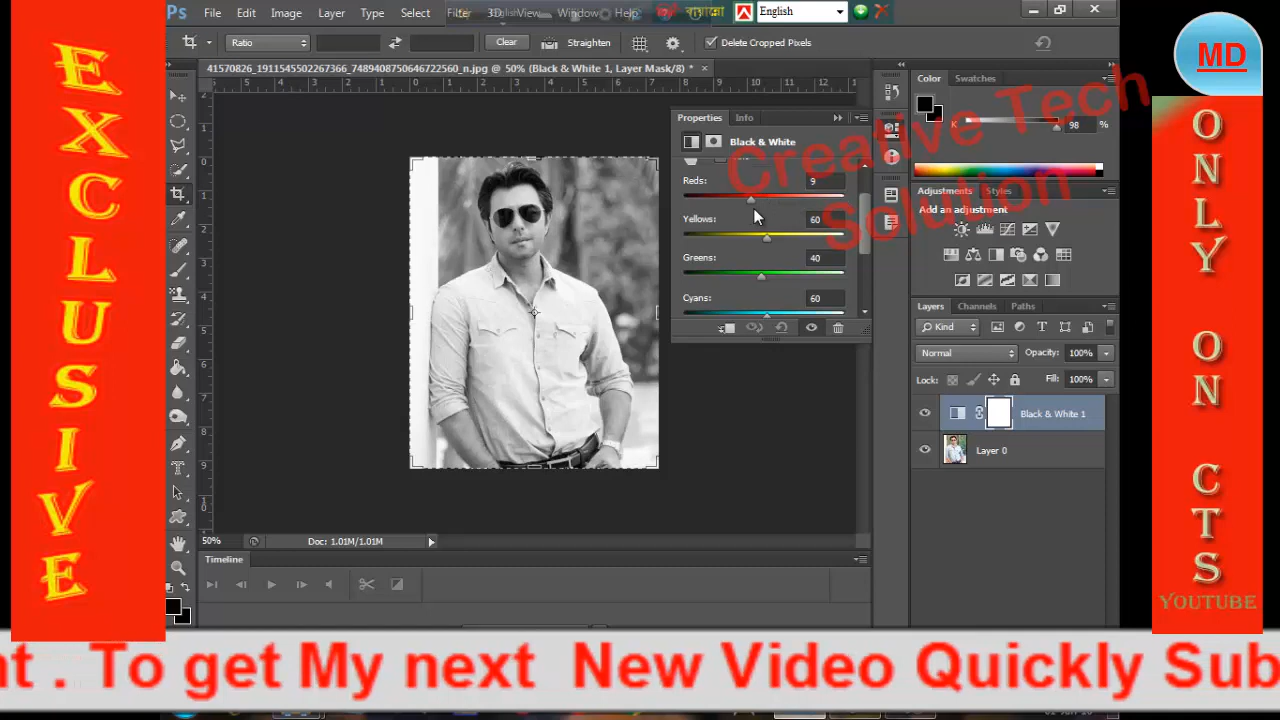 Ps File Edit Image Layer Type Select Filter 3D View Window Help English
Ratio Clear Straighten Delete Cropped Pixels
41570826_1911545502267366_7489408750646722560_n.jpg @ 50% (Black & White 1, Layer Mask/8) *
Properties Info
Black & White
Reds: 9
Yellows: 60
Greens: 40
Cyans: 60
Color Swatches
K 98 %
Adjustments Styles
Add an adjustment
Layers Channels Paths
Kind
Normal Opacity: 100%
Lock: Fill: 100%
Black & White 1
Layer 0
50% Doc: 1.01M/1.01M
Timeline
Creative Tech
Solution
EXCLUSIVE
MD
ONLY
ON
CTS
YOUTUBE
nt . To get My next New Video Quickly Sub